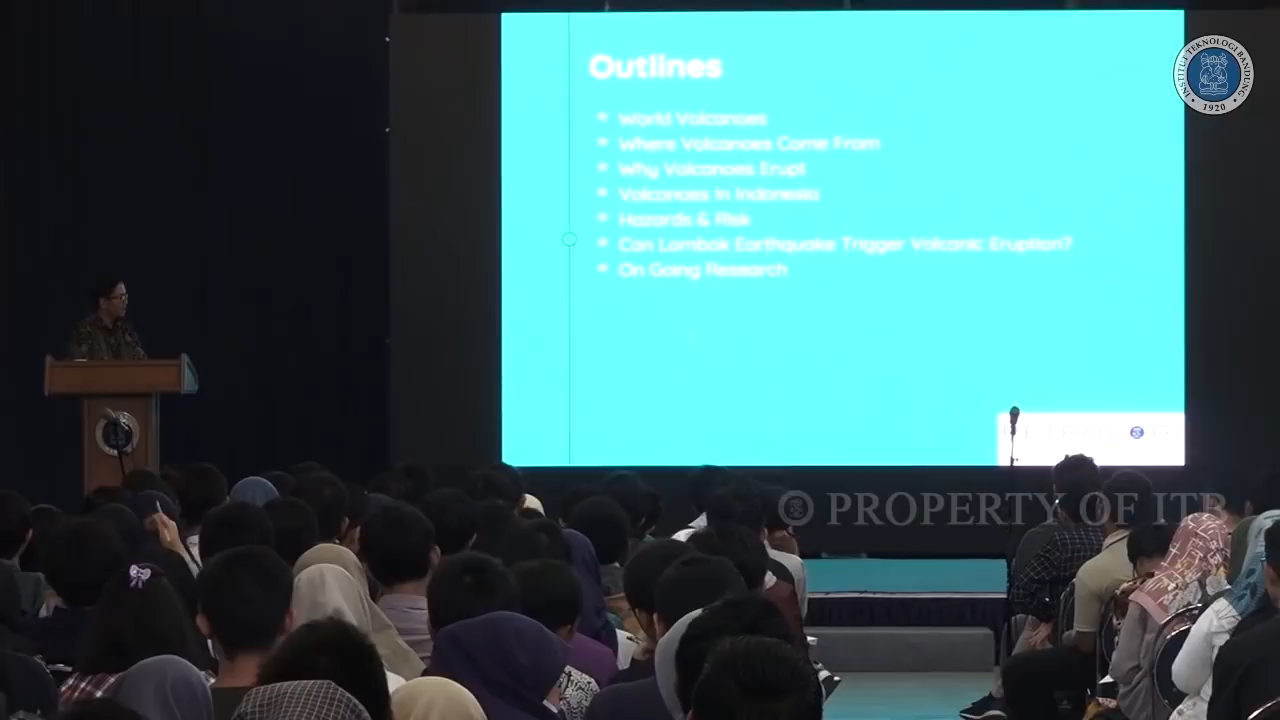 Outlines
World Volcanoes
Where Volcanoes Come From
Why Volcanoes Erupt
Volcanoes in Indonesia
Hazards & Risk
Can Lombok Earthquake Trigger Volcanic Eruption?
On Going Research
INSTITUT TEKNOLOGI BANDUNG
1920
© PROPERTY OF ITB